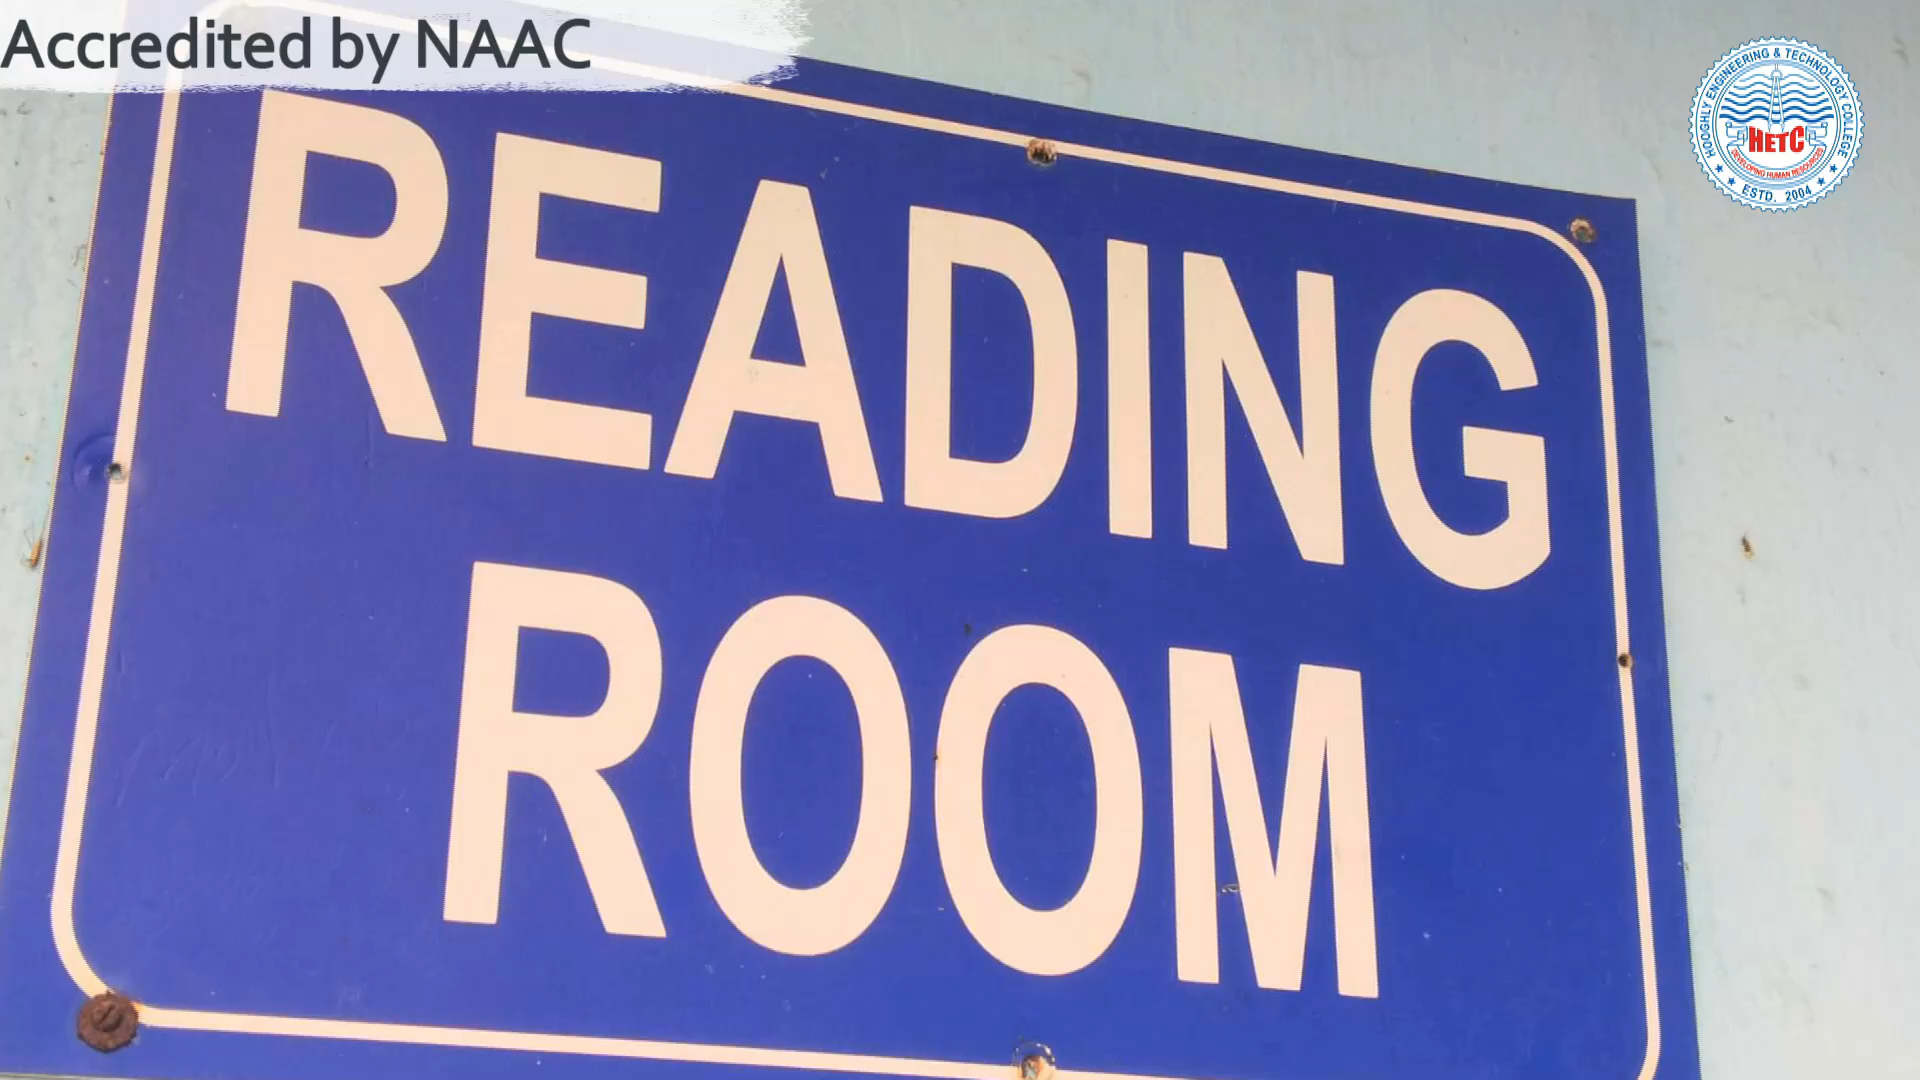 Accredited by NAAC
HOOGHLY ENGINEERING & TECHNOLOGY COLLEGE
HETC
DEVELOPING HUMAN RESOURCES
ESTD. 2004
READING
ROOM